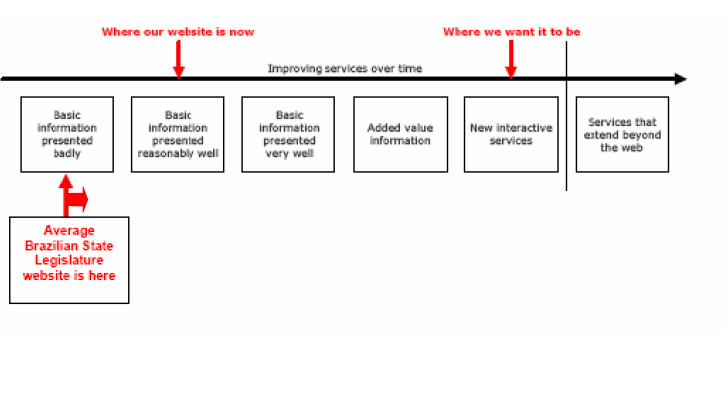 Where our website is now
Where we want it to be
Improving services over time
Basic
information
presented
badly
Basic
information
presented
reasonably well
Basic
information
presented
very well
Added value
information
New interactive
services
Services that
extend beyond
the web
Average
Brazilian State
Legislature
website is here